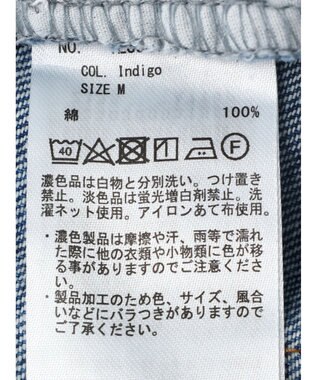 NO.
COL. Indigo
SIZE M
綿 100%
40 F
濃色品は白物と分別洗い。つけ置き
禁止。淡色品は蛍光増白剤禁止。洗
濯ネット使用。アイロンあて布使用。
・濃色製品は摩擦や汗、雨等で濡れ
た際に他の衣類や小物類に色が移
る事がありますのでご注意くださ
い。
・製品加工のため色、サイズ、風合
いなどにバラつきがありますので
ご了承ください。